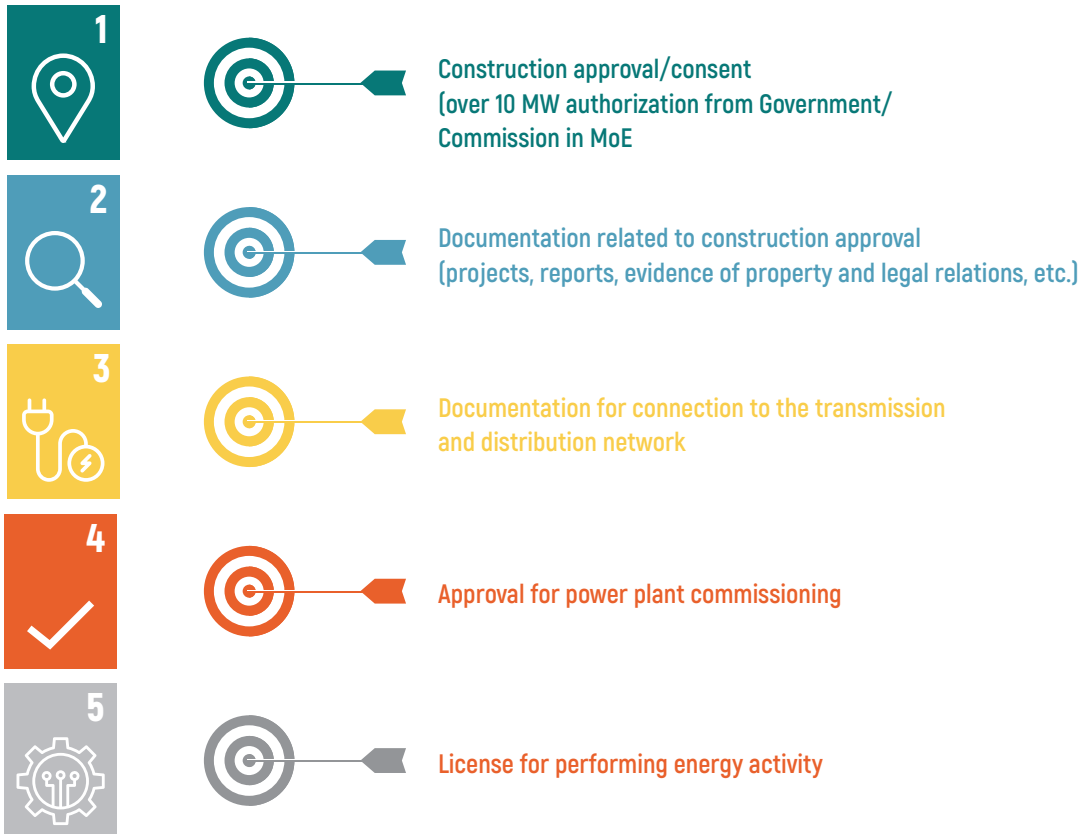 1
Construction approval/consent
(over 10 MW authorization from Government/
Commission in MoE
2
Documentation related to construction approval
(projects, reports, evidence of property and legal relations, etc.)
3
Documentation for connection to the transmission
and distribution network
4
Approval for power plant commissioning
5
License for performing energy activity